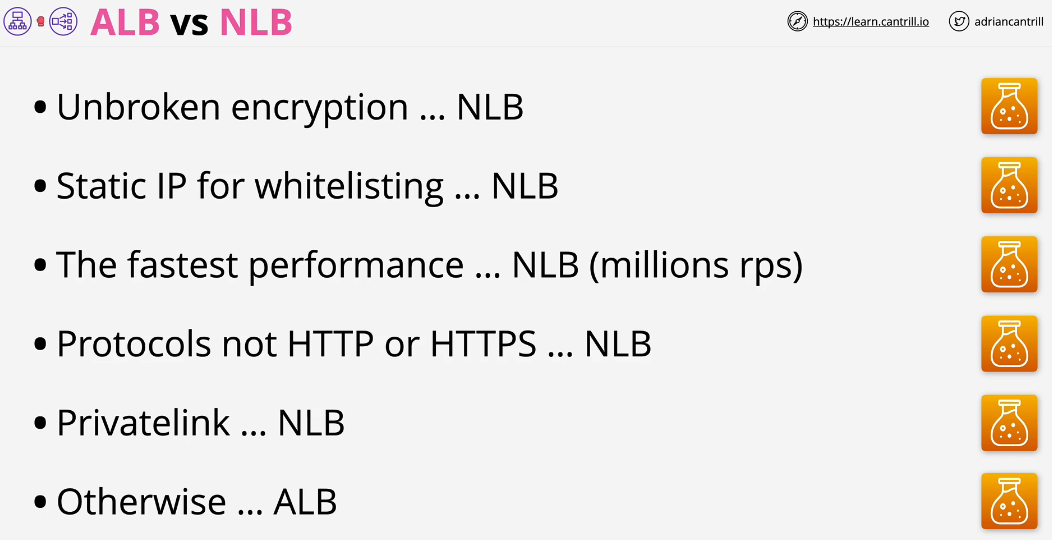 ALB vs NLB
https://learn.cantrill.io
adriancantrill
• Unbroken encryption ... NLB
• Static IP for whitelisting ... NLB
• The fastest performance ... NLB (millions rps)
• Protocols not HTTP or HTTPS ... NLB
• Privatelink ... NLB
• Otherwise ... ALB